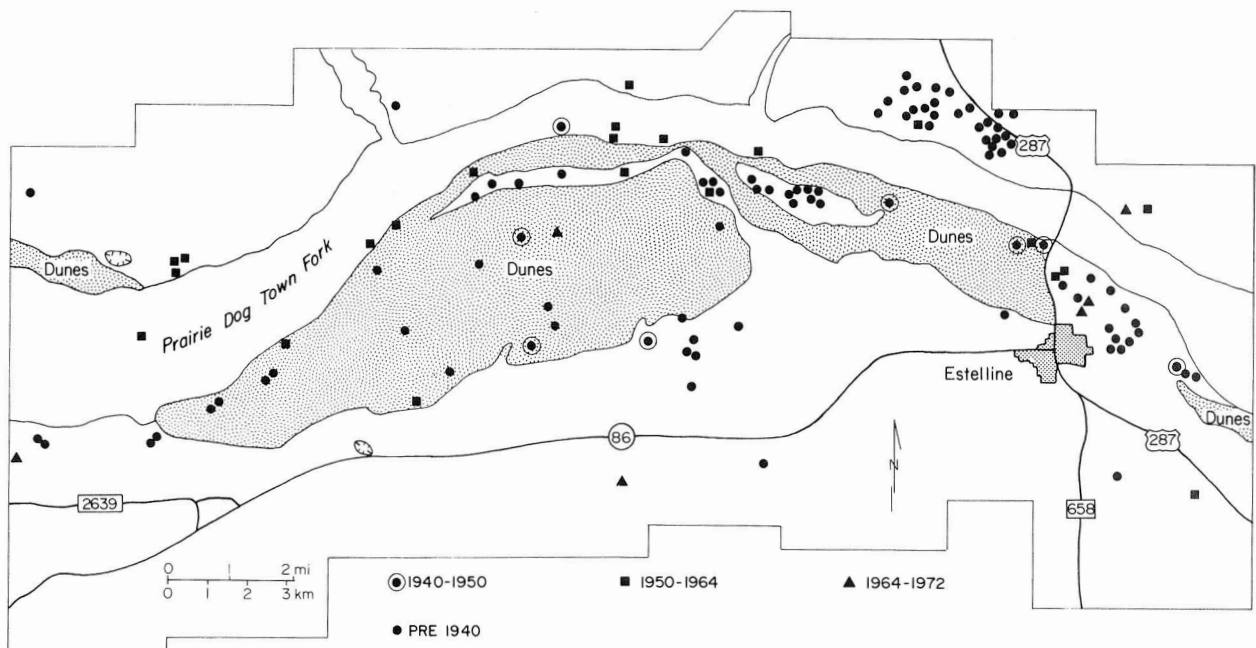 287
Dunes
Dunes
Dunes
Prairie Dog Town Fork
Estelline
Dunes
86
287
N
2639
658
0 1 2 mi
0 1 2 3 km
1940-1950
1950-1964
1964-1972
PRE 1940